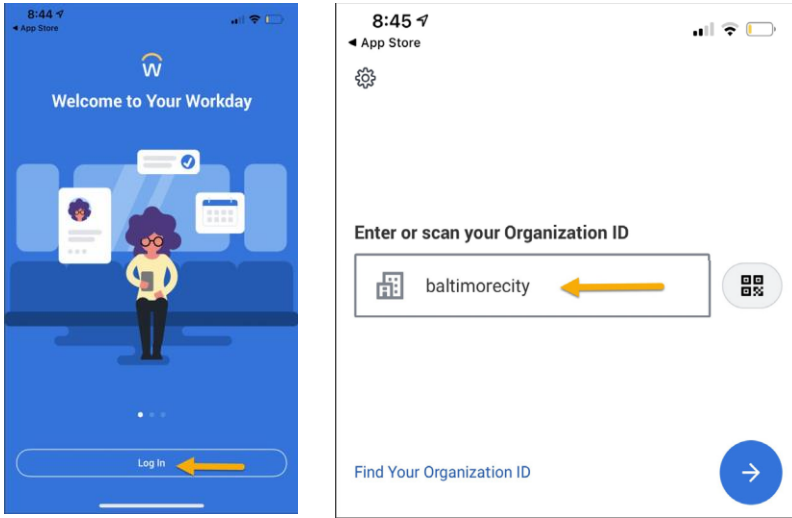 8:44
◀ App Store
W
Welcome to Your Workday
Log In
8:45
◀ App Store
Enter or scan your Organization ID
baltimorecity
Find Your Organization ID